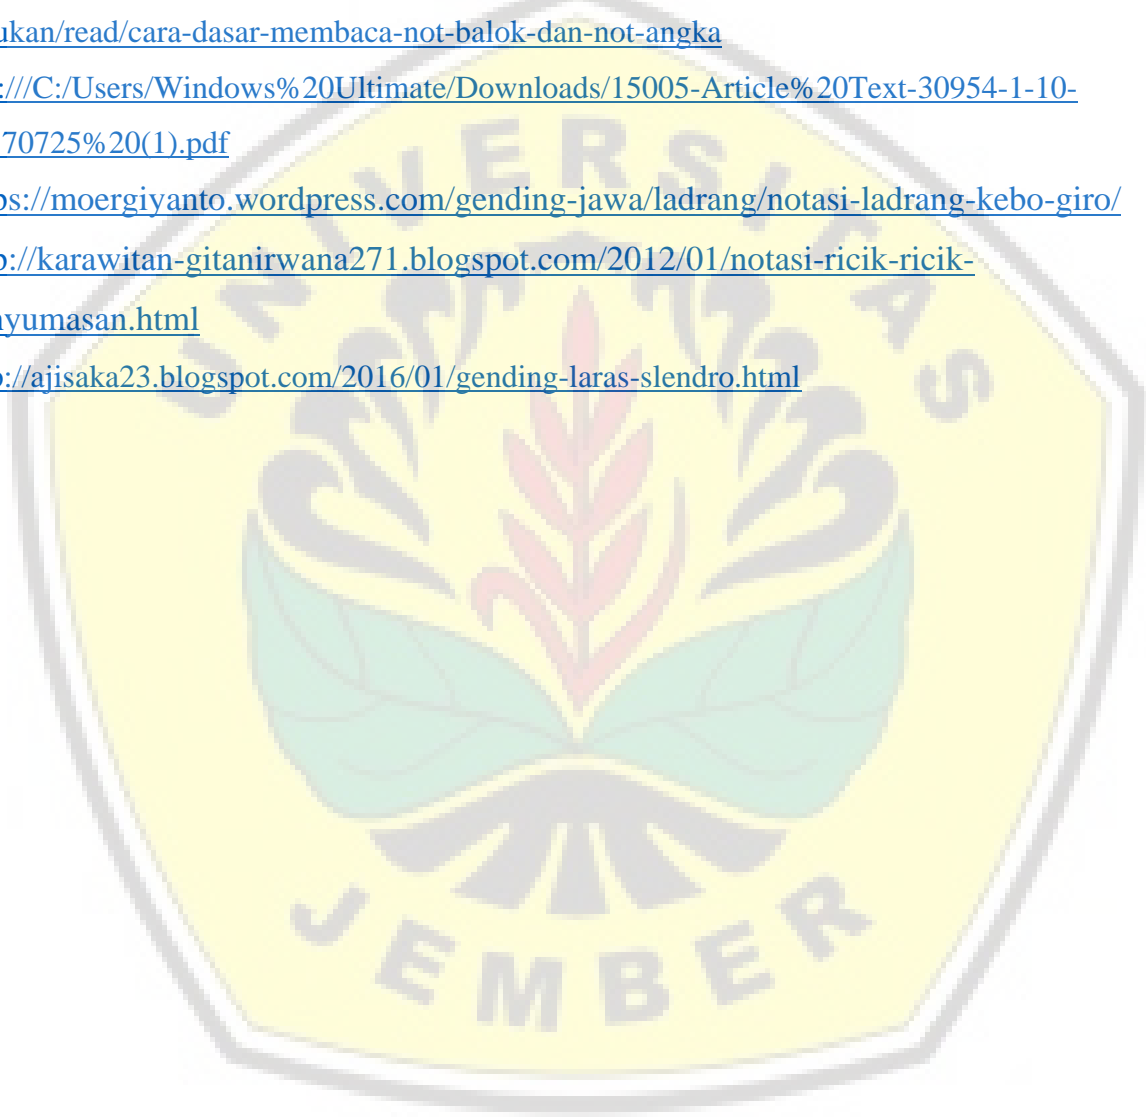 ukan/read/cara-dasar-membaca-not-balok-dan-not-angka
:///C:/Users/Windows%20Ultimate/Downloads/15005-Article%20Text-30954-1-10-
70725%20(1).pdf
ps://moergiyanto.wordpress.com/gending-jawa/ladrang/notasi-ladrang-kebo-giro/
p://karawitan-gitanirwana271.blogspot.com/2012/01/notasi-ricik-ricik-
nyumasan.html
p://ajisaka23.blogspot.com/2016/01/gending-laras-slendro.html
UNIVERSITAS
JEMBER